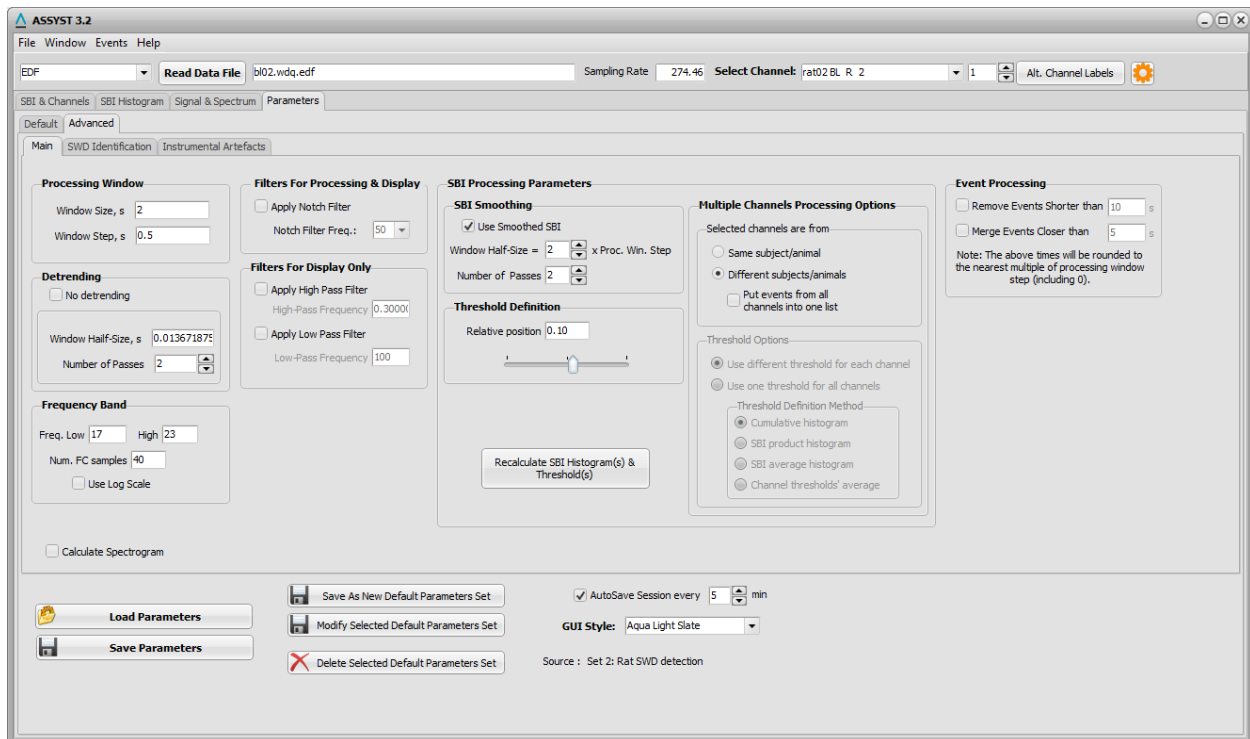 ASSYST 3.2
File Window Events Help
EDF Read Data File bl02.wdq.edf Sampling Rate 274.46 Select Channel: rat02 BL R 2 1 Alt. Channel Labels
SBI & Channels SBI Histogram Signal & Spectrum Parameters
Default Advanced
Main SWD Identification Instrumental Artefacts
Processing Window
Window Size, s 2
Window Step, s 0.5
Detrending
No detrending
Window Hailf-Size, s 0.013671875
Number of Passes 2
Frequency Band
Freq. Low 17 High 23
Num. FC samples 40
Use Log Scale
Calculate Spectrogram
Filters For Processing & Display
Apply Notch Filter
Notch Filter Freq.: 50
Filters For Display Only
Apply High Pass Filter
High-Pass Frequency 0.3000
Apply Low Pass Filter
Low-Pass Frequency 100
SBI Processing Parameters
SBI Smoothing
Use Smoothed SBI
Window Half-Size = 2 x Proc. Win. Step
Number of Passes 2
Threshold Definition
Relative position 0.10
Recalculate SBI Histogram(s) &
Threshold(s)
Multiple Channels Processing Options
Selected channels are from
Same subject/animal
Different subjects/animals
Put events from all
channels into one list
Threshold Options
Use different threshold for each channel
Use one threshold for all channels
Threshold Definition Method
Cumulative histogram
SBI product histogram
SBI average histogram
Channel thresholds' average
Event Processing
Remove Events Shorter than 10 s
Merge Events Closer than 5 s
Note: The above times will be rounded to
the nearest multiple of processing window
step (including 0).
Load Parameters
Save Parameters
Save As New Default Parameters Set
Modify Selected Default Parameters Set
Delete Selected Default Parameters Set
AutoSave Session every 5 min
GUI Style: Aqua Light Slate
Source : Set 2: Rat SWD detection